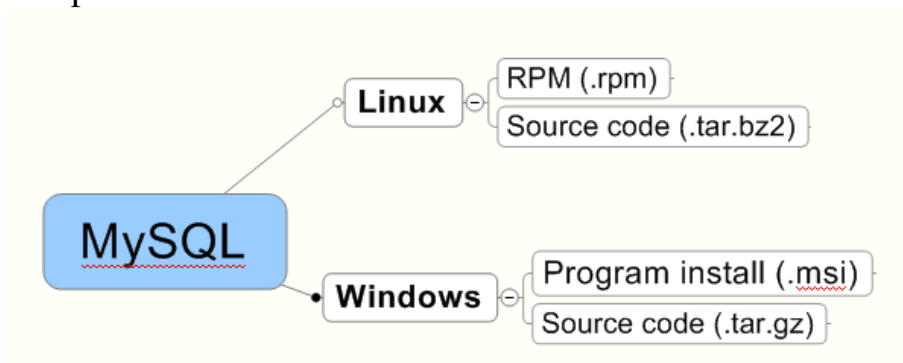 RPM (.rpm)
Linux
Source code (.tar.bz2)
MySQL
Program install (.msi)
Windows
Source code (.tar.gz)